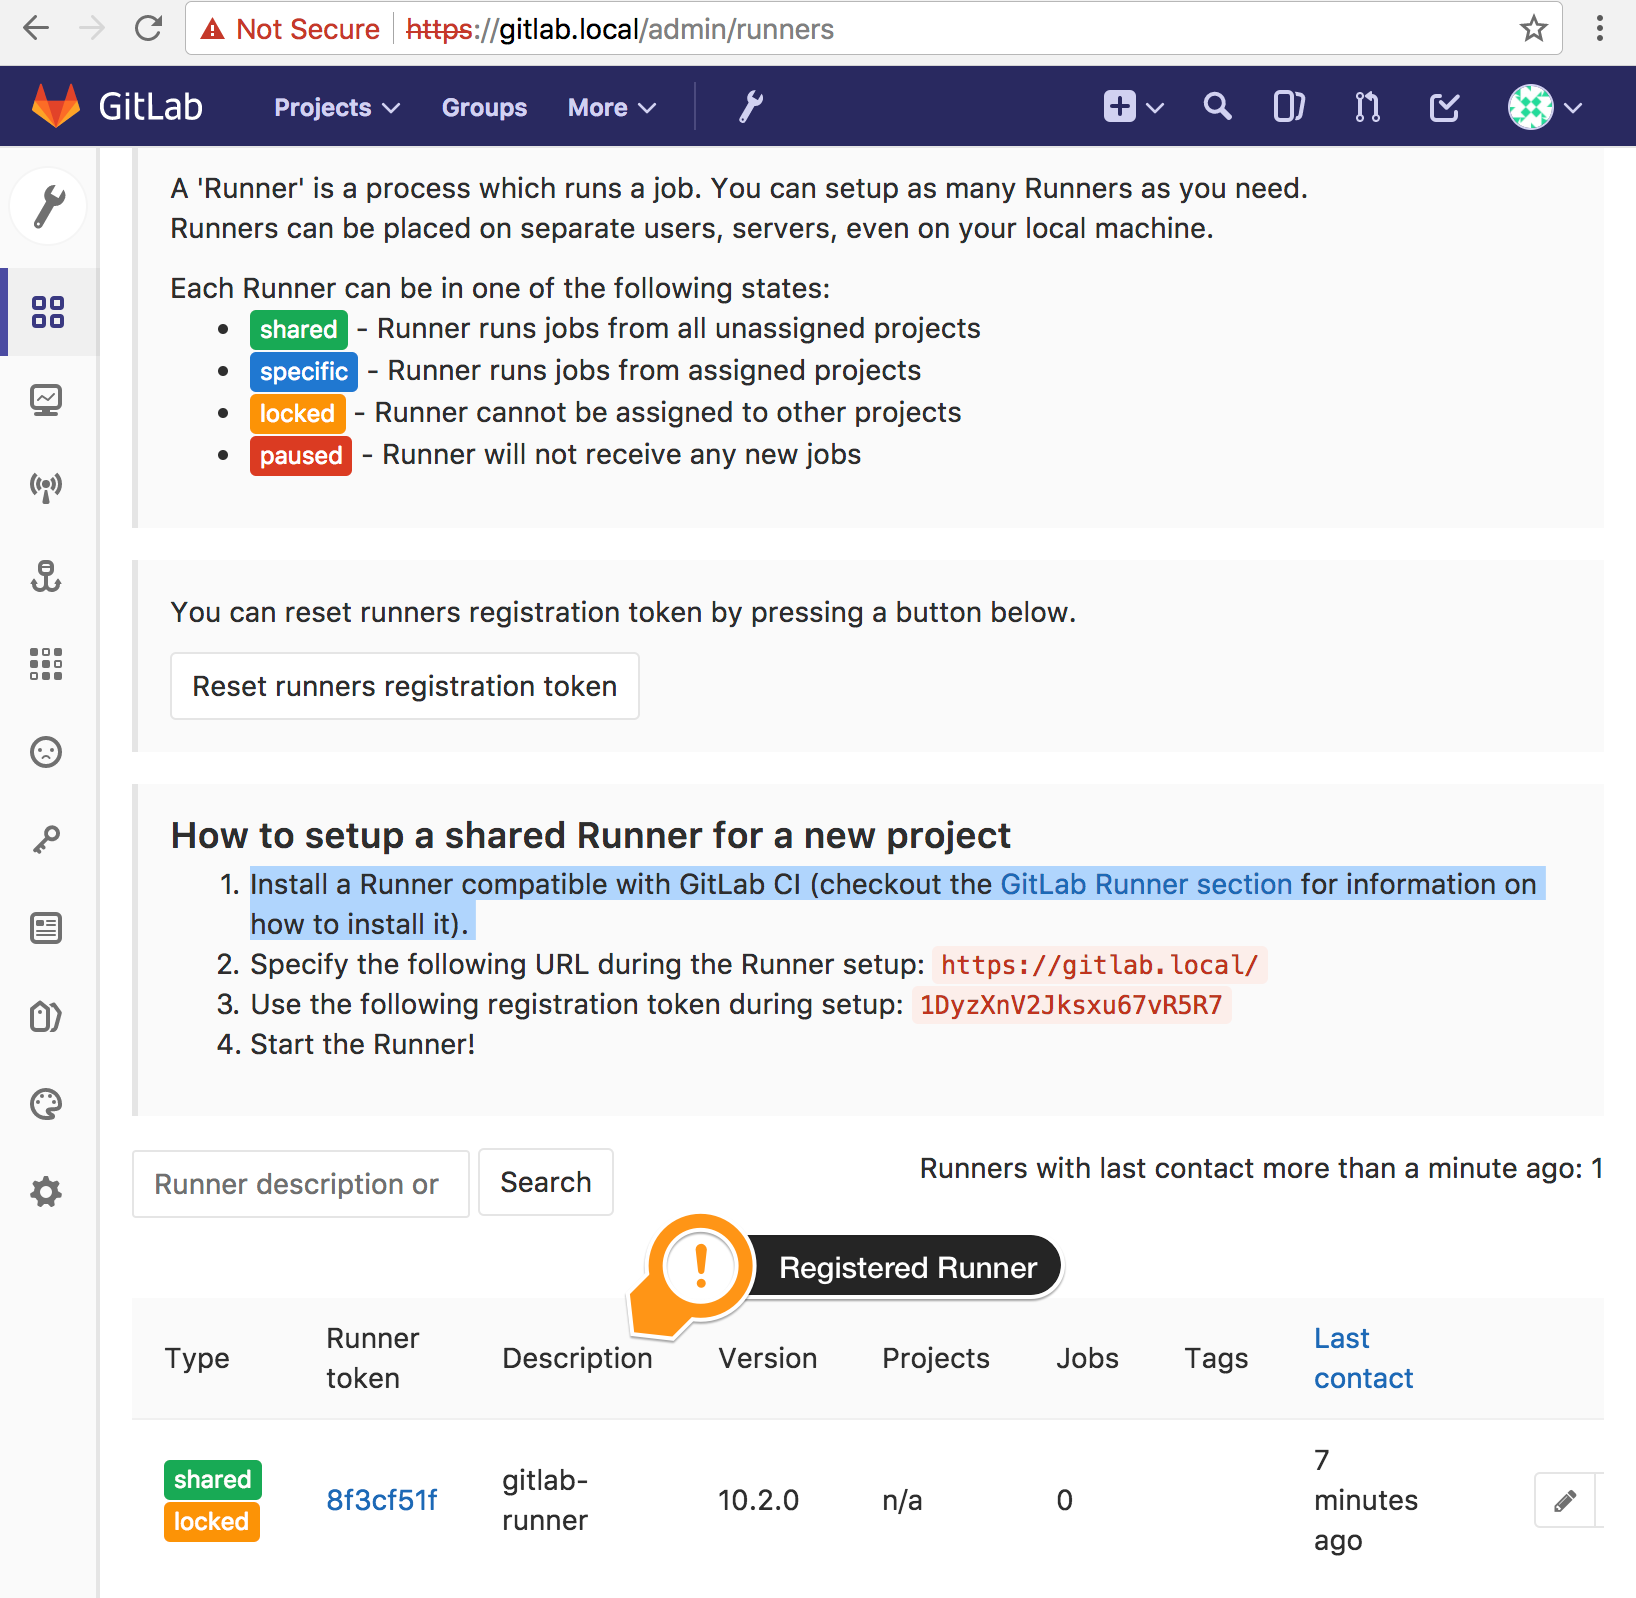 Not Secure https://gitlab.local/admin/runners
GitLab Projects Groups More
A 'Runner' is a process which runs a job. You can setup as many Runners as you need.
Runners can be placed on separate users, servers, even on your local machine.
Each Runner can be in one of the following states:
• shared - Runner runs jobs from all unassigned projects
• specific - Runner runs jobs from assigned projects
• locked - Runner cannot be assigned to other projects
• paused - Runner will not receive any new jobs
You can reset runners registration token by pressing a button below.
Reset runners registration token
How to setup a shared Runner for a new project
1. Install a Runner compatible with GitLab CI (checkout the GitLab Runner section for information on
how to install it).
2. Specify the following URL during the Runner setup: https://gitlab.local/
3. Use the following registration token during setup: 1DyzXnV2Jksxu67vR5R7
4. Start the Runner!
Runner description or Search Runners with last contact more than a minute ago: 1
! Registered Runner
Type Runner token Description Version Projects Jobs Tags Last contact
shared locked 8f3cf51f gitlab-runner 10.2.0 n/a 0 7 minutes ago